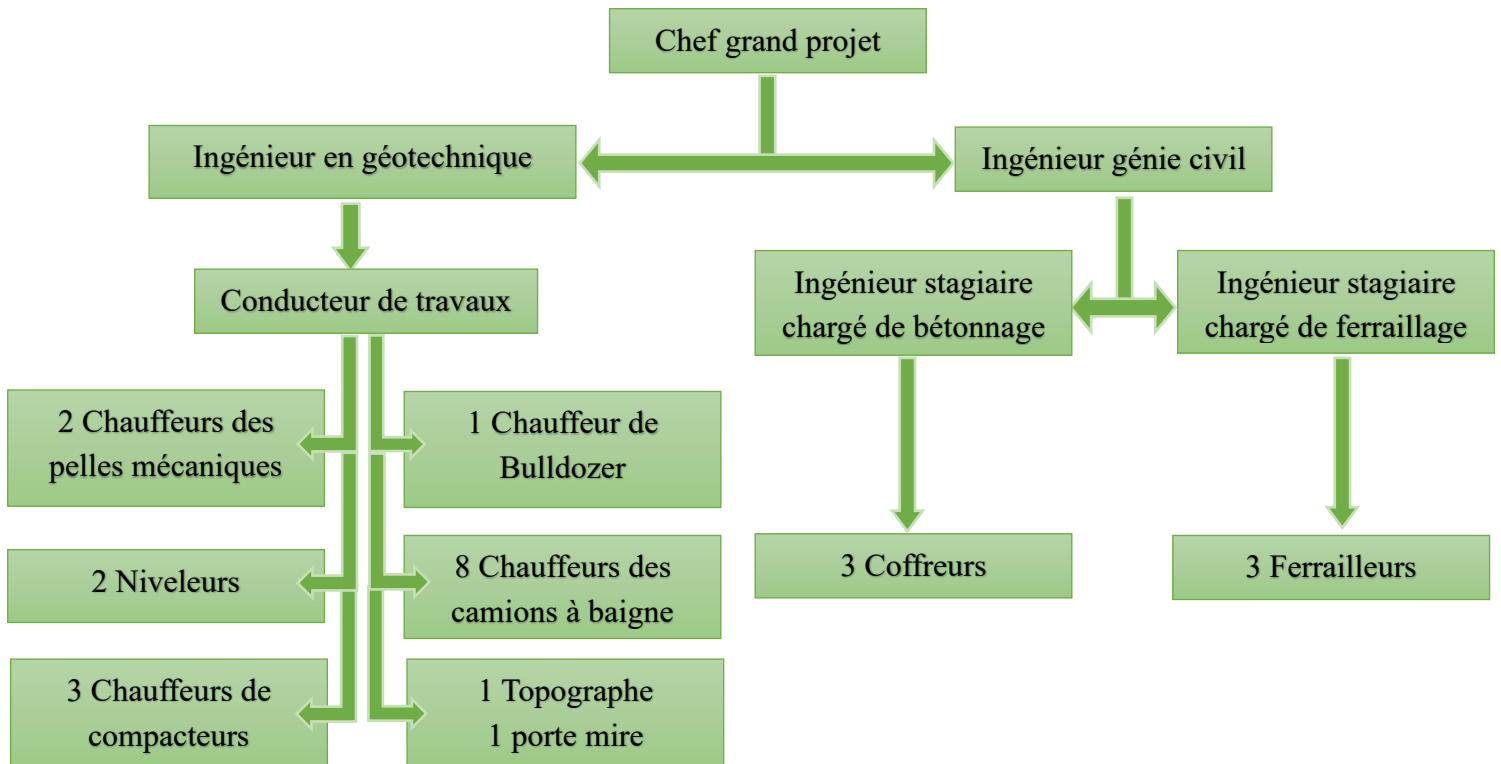 Chef grand projet
Ingénieur en géotechnique
Ingénieur génie civil
Conducteur de travaux
Ingénieur stagiaire
chargé de bétonnage
Ingénieur stagiaire
chargé de ferraillage
2 Chauffeurs des
pelles mécaniques
1 Chauffeur de
Bulldozer
2 Niveleurs
8 Chauffeurs des
camions à baigne
3 Coffreurs
3 Ferrailleurs
3 Chauffeurs de
compacteurs
1 Topographe
1 porte mire